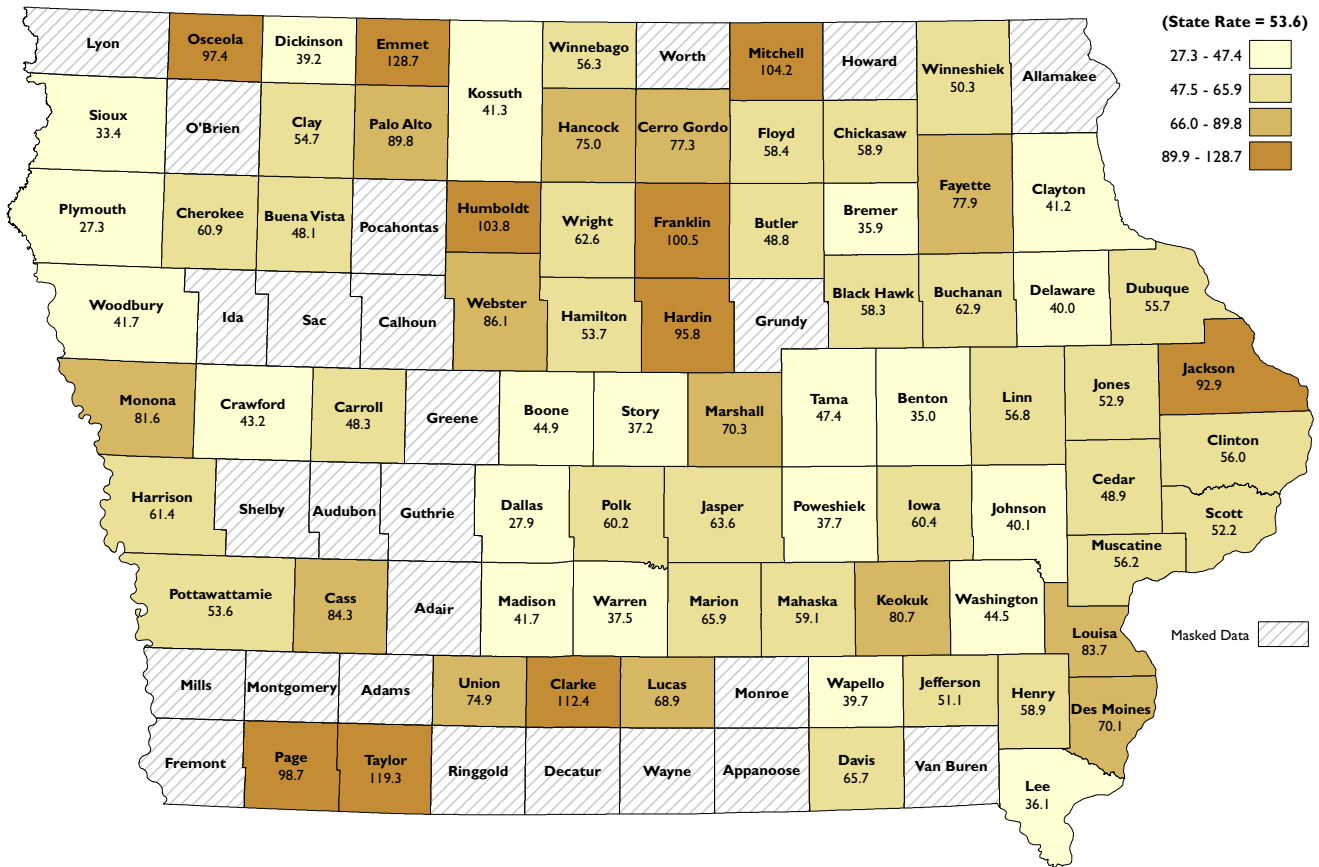 (State Rate = 53.6)
27.3 - 47.4
47.5 - 65.9
66.0 - 89.8
89.9 - 128.7
Lyon
Osceola
97.4
Dickinson
39.2
Emmet
128.7
Kossuth
41.3
Winnebago
56.3
Worth
Mitchell
104.2
Howard
Winneshiek
50.3
Allamakee
Sioux
33.4
O'Brien
Clay
54.7
Palo Alto
89.8
Hancock
75.0
Cerro Gordo
77.3
Floyd
58.4
Chickasaw
58.9
Plymouth
27.3
Cherokee
60.9
Buena Vista
48.1
Pocahontas
Humboldt
103.8
Wright
62.6
Franklin
100.5
Butler
48.8
Bremer
35.9
Fayette
77.9
Clayton
41.2
Woodbury
41.7
Ida
Sac
Calhoun
Webster
86.1
Hamilton
53.7
Hardin
95.8
Grundy
Black Hawk
58.3
Buchanan
62.9
Delaware
40.0
Dubuque
55.7
Monona
81.6
Crawford
43.2
Carroll
48.3
Greene
Boone
44.9
Story
37.2
Marshall
70.3
Tama
47.4
Benton
35.0
Linn
56.8
Jones
52.9
Jackson
92.9
Clinton
56.0
Harrison
61.4
Shelby
Audubon
Guthrie
Dallas
27.9
Polk
60.2
Jasper
63.6
Poweshiek
37.7
Iowa
60.4
Johnson
40.1
Cedar
48.9
Scott
52.2
Muscatine
56.2
Pottawattamie
53.6
Cass
84.3
Adair
Madison
41.7
Warren
37.5
Marion
65.9
Mahaska
59.1
Keokuk
80.7
Washington
44.5
Louisa
83.7
Masked Data
Mills
Montgomery
Adams
Union
74.9
Clarke
112.4
Lucas
68.9
Monroe
Wapello
39.7
Jefferson
51.1
Henry
58.9
Des Moines
70.1
Fremont
Page
98.7
Taylor
119.3
Ringgold
Decatur
Wayne
Appanoose
Davis
65.7
Van Buren
Lee
36.1